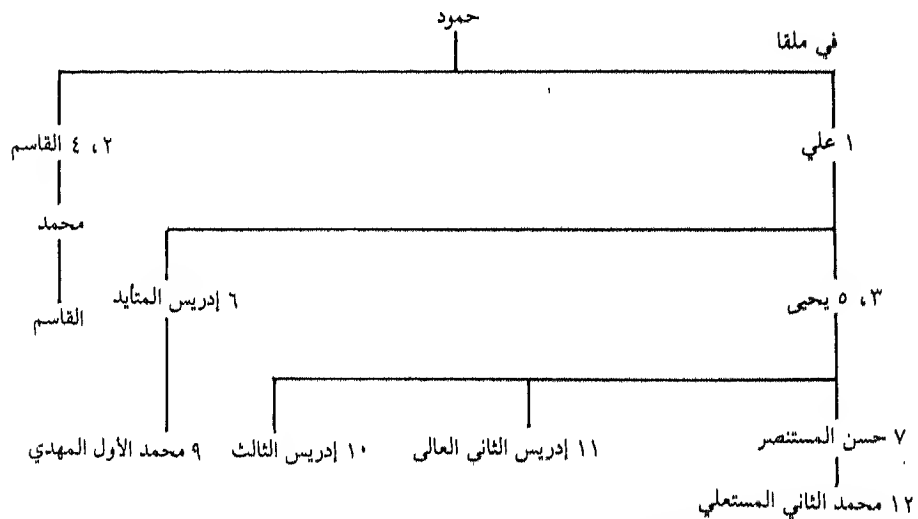 حمود
في ملقا
١ علي
٢، ٤ القاسم
محمد
٣، ٥ يحيى
٦ إدريس المتأيد
القاسم
٧ حسن المستنصر
١١ إدريس الثاني العالى
١٠ إدريس الثالث
٩ محمد الأول المهدي
١٢ محمد الثاني المستعلي